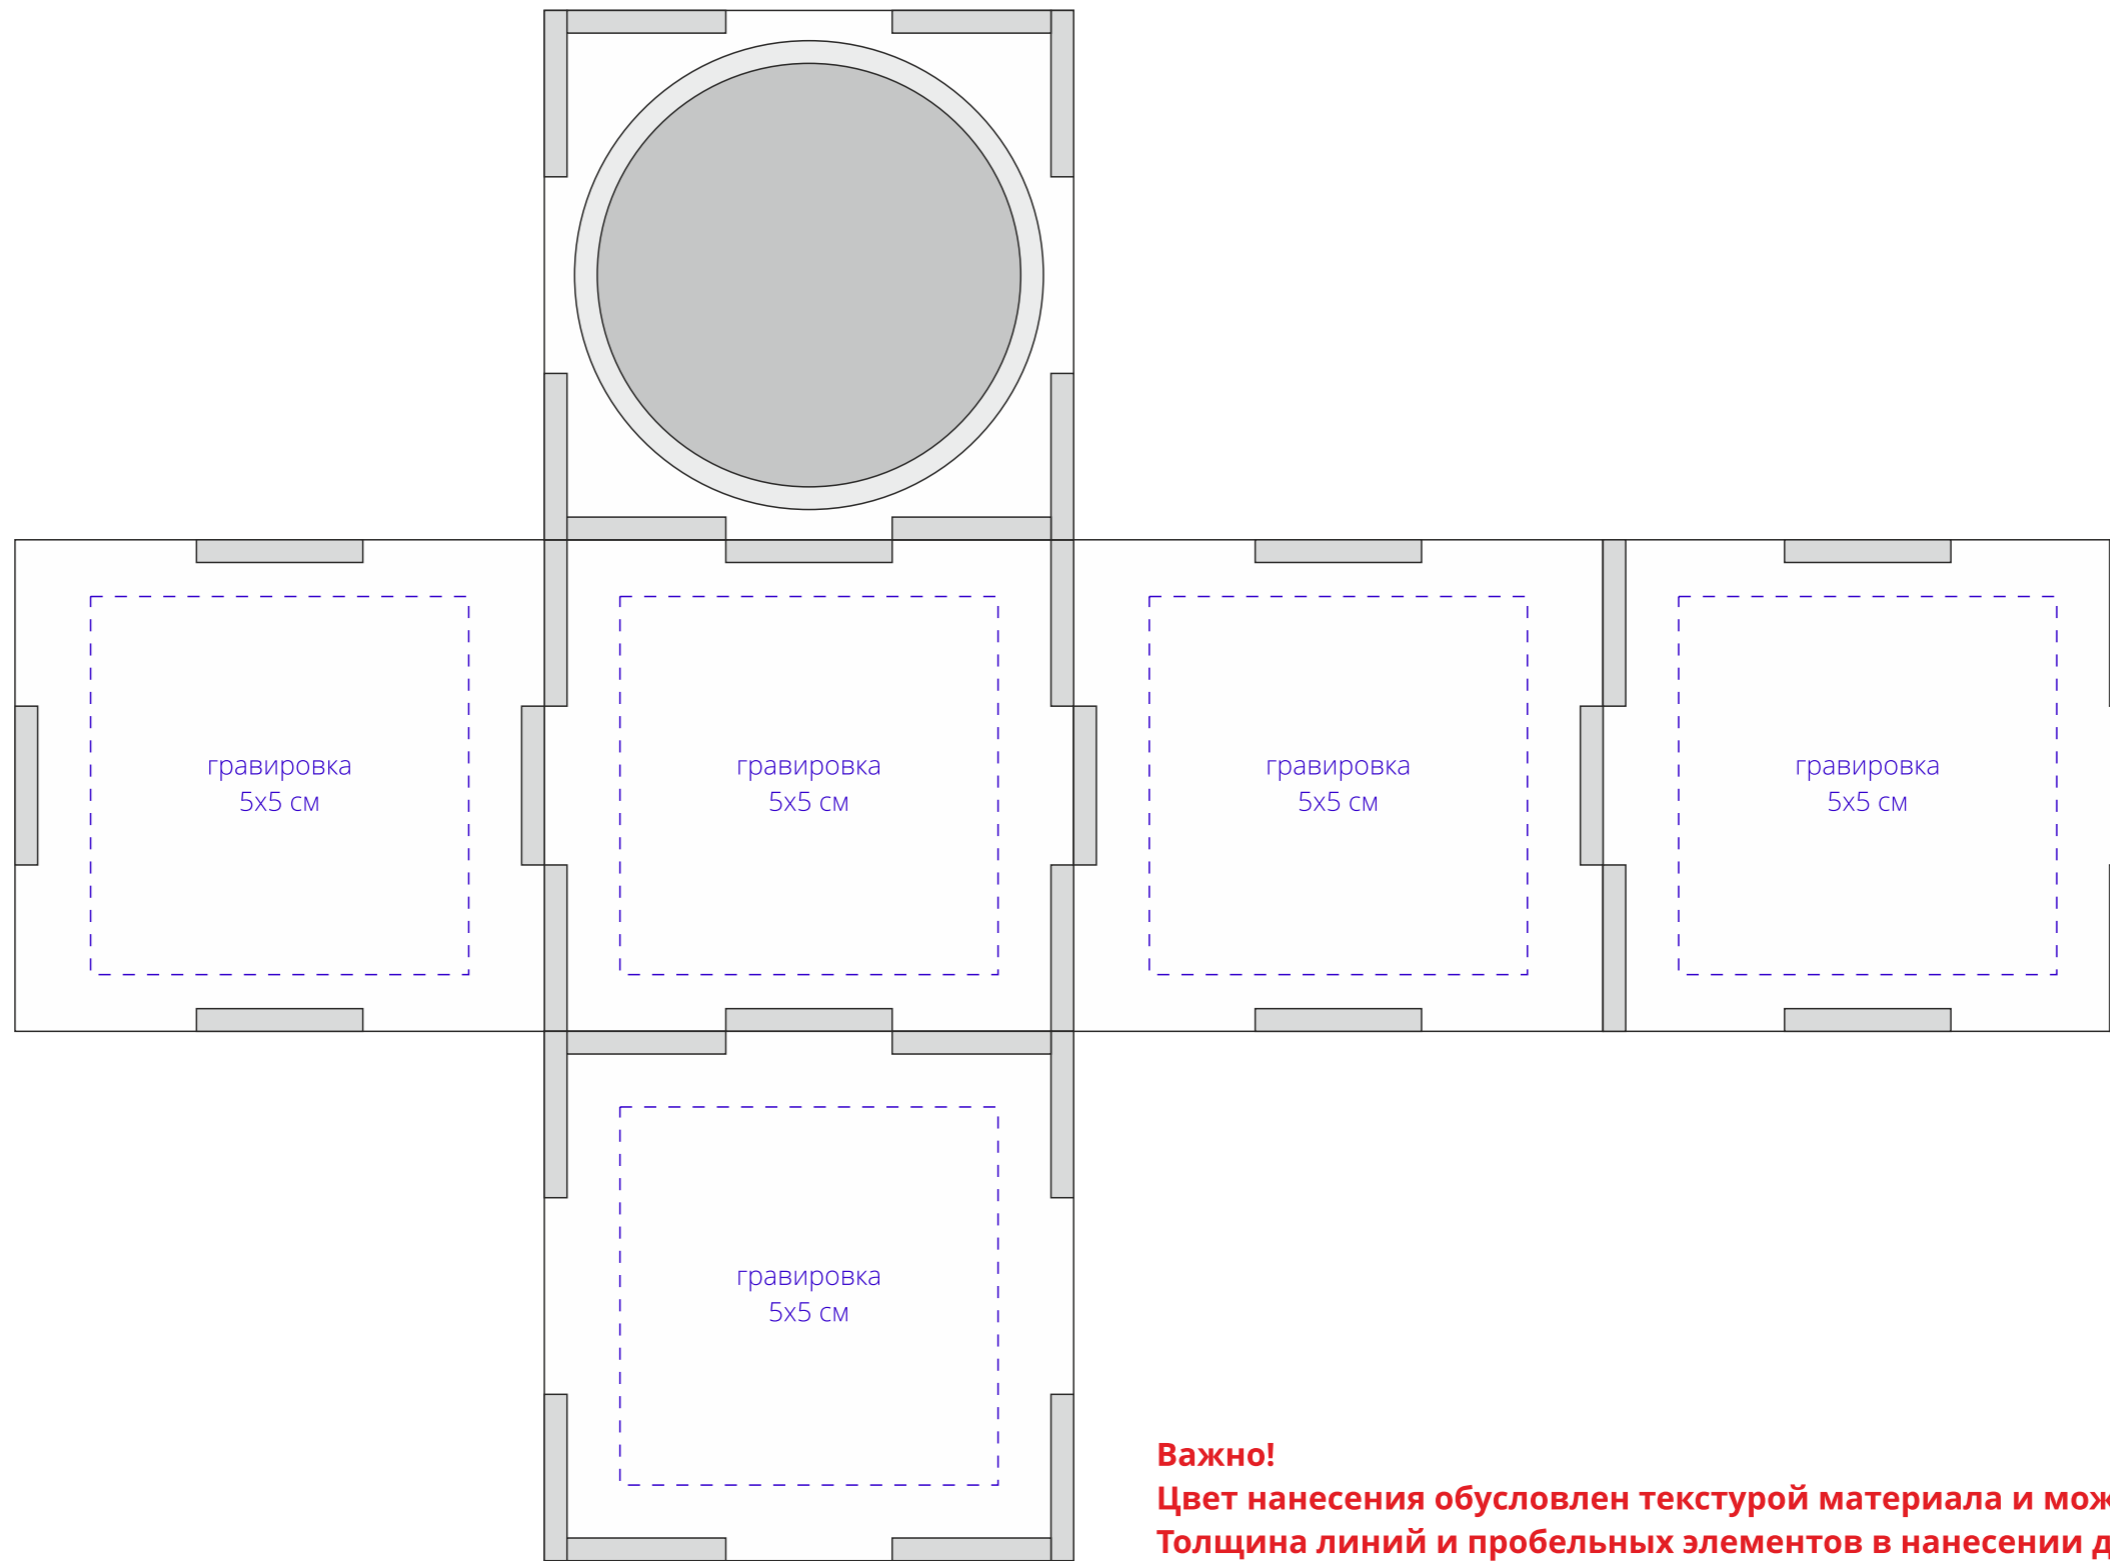 гравировка
5х5 см
гравировка
5х5 см
гравировка
5х5 см
гравировка
5х5 см
гравировка
5х5 см
Важно!
Цвет нанесения обусловлен текстурой материала и
Толщина линий и пробельных элементов в нанесении